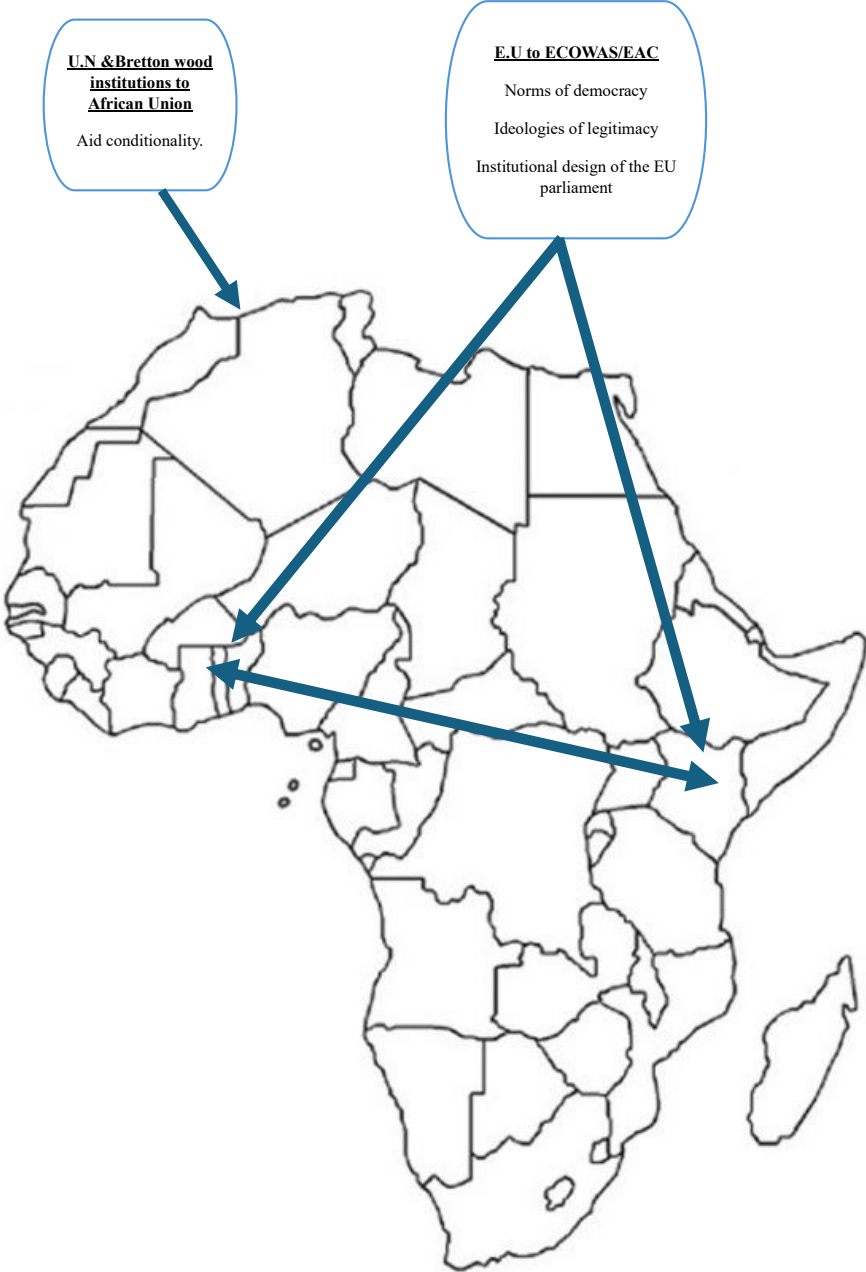 U.N &Bretton wood
institutions to
African Union
Aid conditionality.
E.U to ECOWAS/EAC
Norms of democracy
Ideologies of legitimacy
Institutional design of the EU
parliament